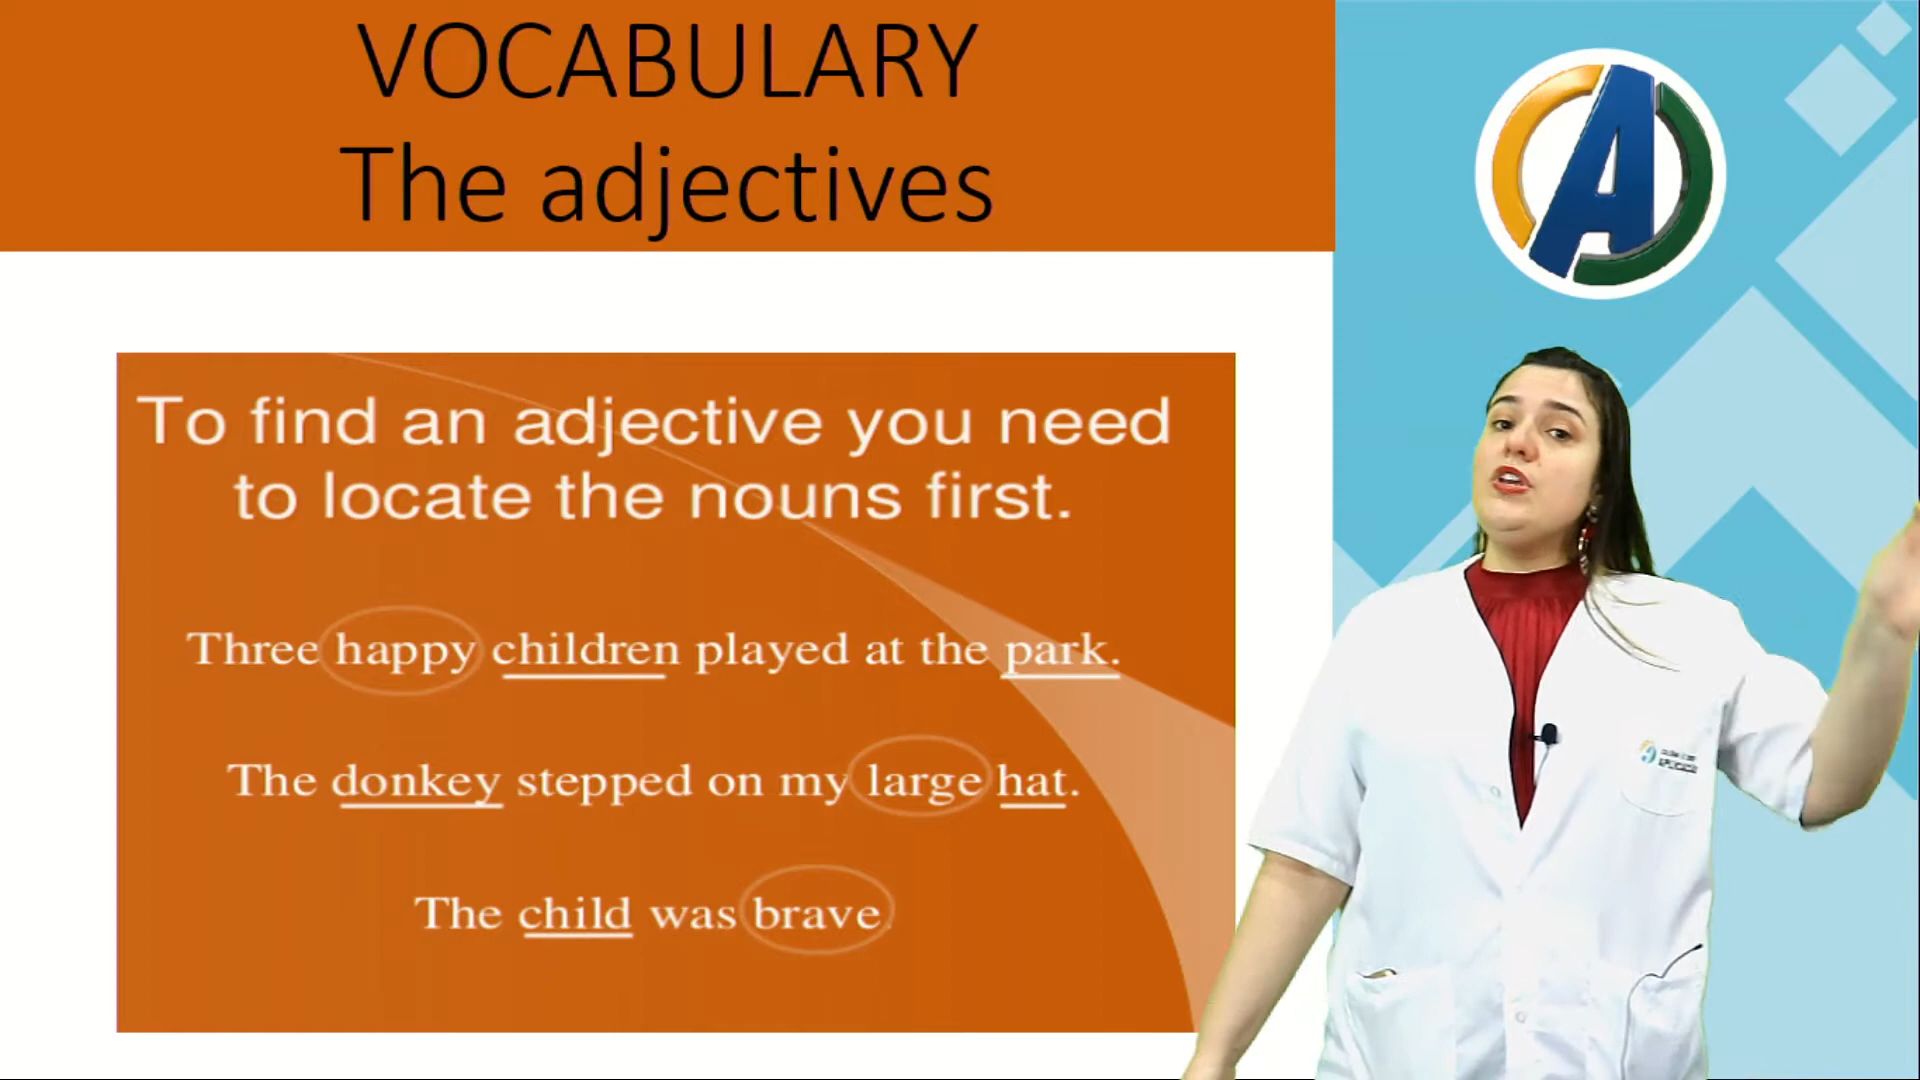 VOCABULARY
The adjectives
To find an adjective you need
to locate the nouns first.
Three happy children played at the park.
The donkey stepped on my large hat.
The child was brave.
A